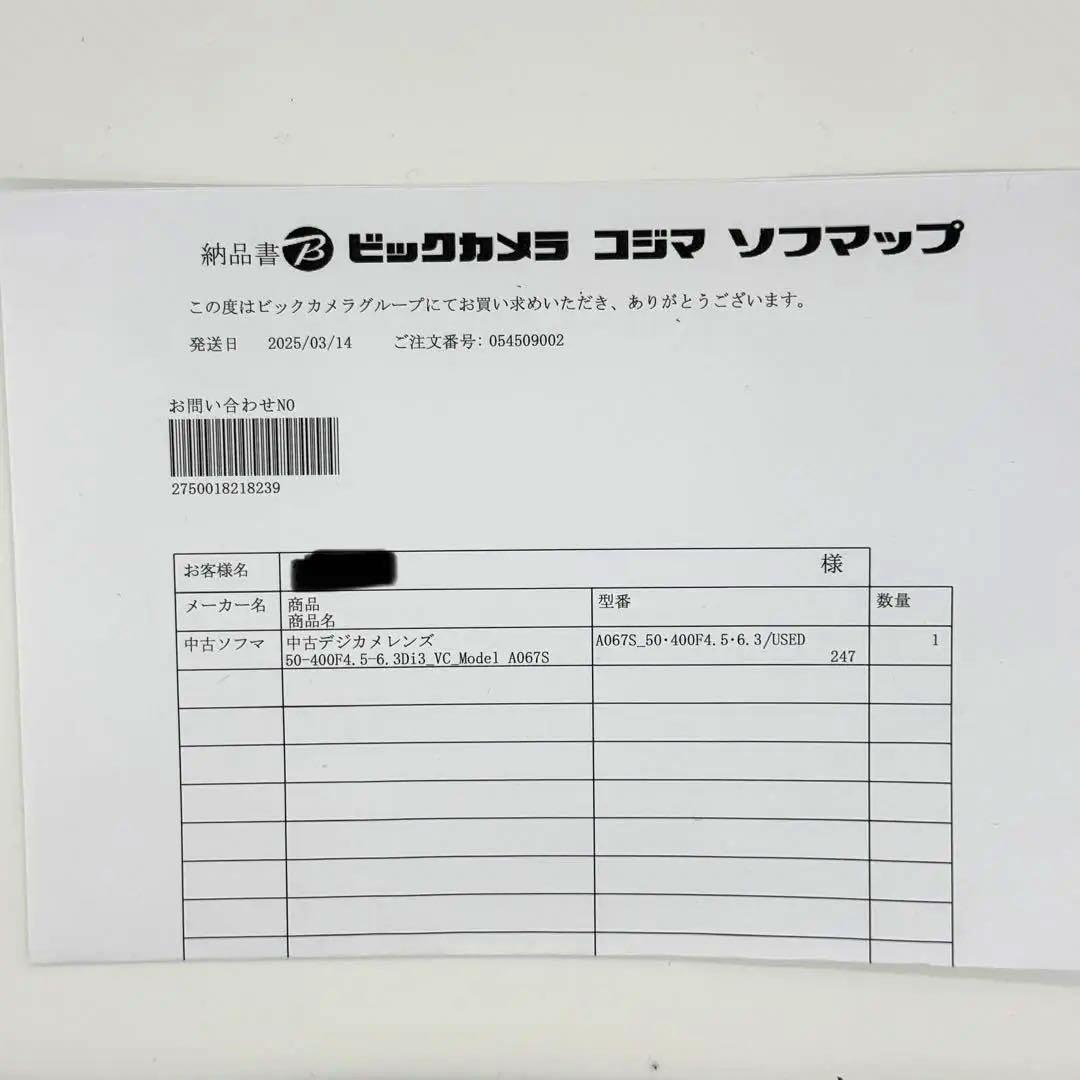 納品書 B ビックカメラ コジマ ソフマップ
この度はビックカメラグループにてお買い求めいただき、ありがとうございます。
発送日 2025/03/14 ご注文番号: 054509002
お問い合わせNO
2750018218239
お客様名 様
メーカー名 商品 型番 数量
商品名
中古ソフマ 中古デジカメレンズ A067S_50･400F4.5･6.3/USED 1
50-400F4.5-6.3Di3_VC_Model A067S 247